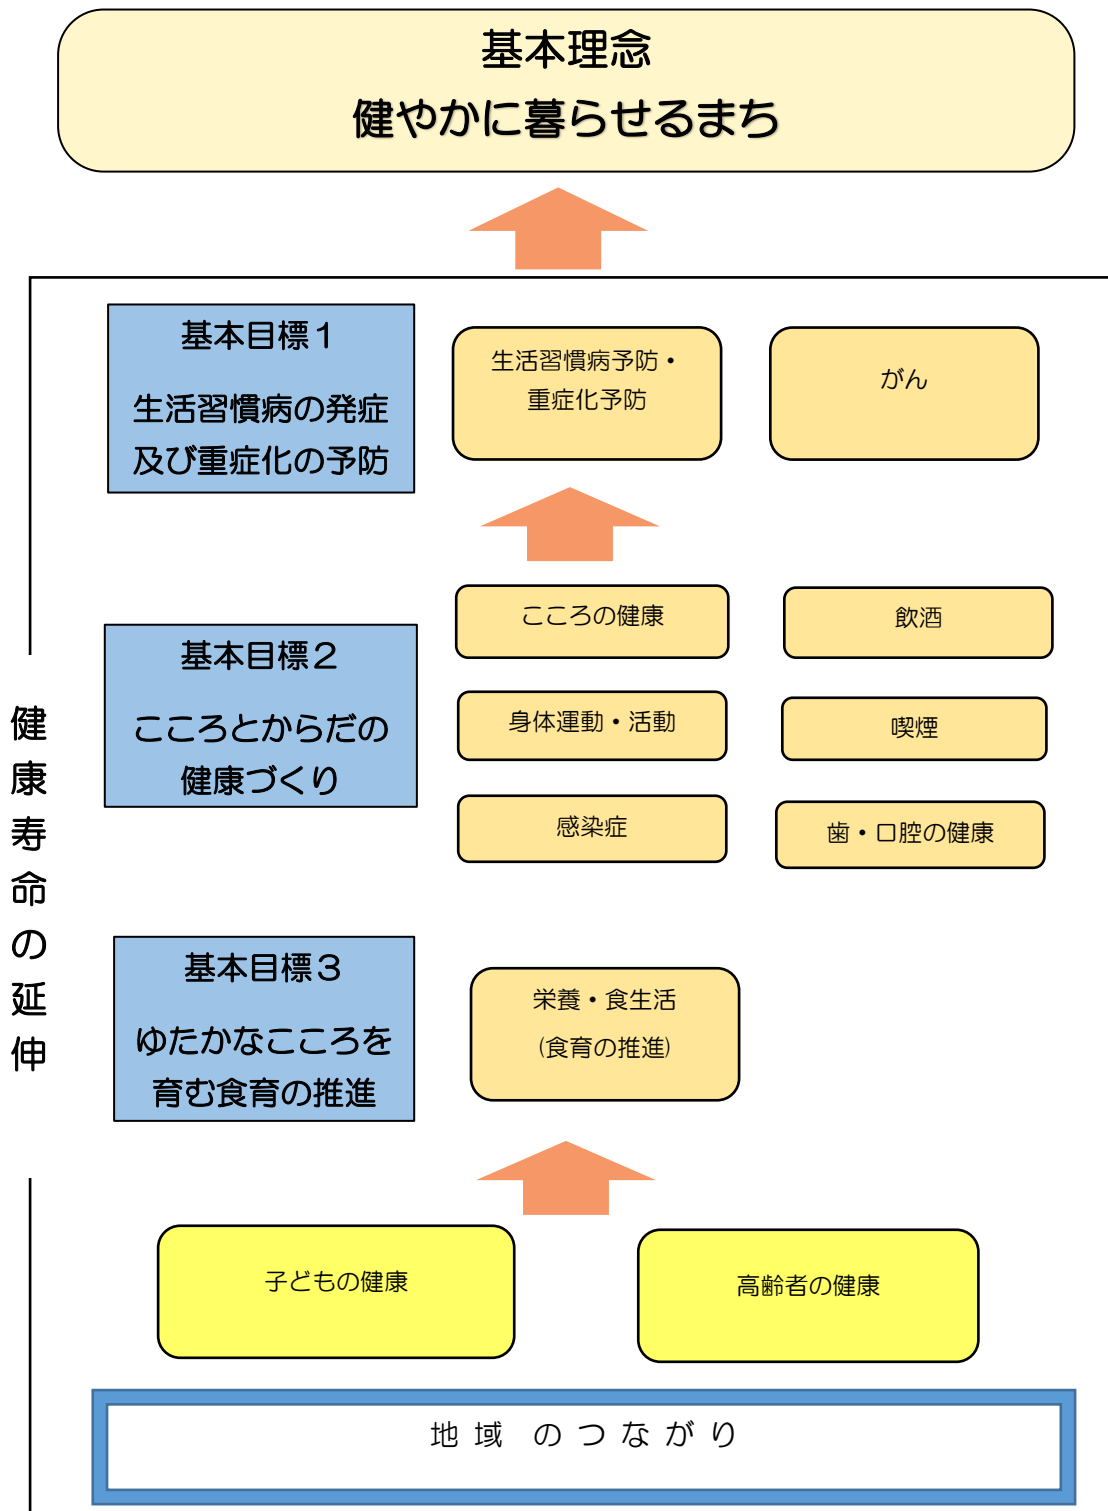 基本理念
健やかに暮らせるまち
基本目標１
生活習慣病の発症
及び重症化の予防
生活習慣病予防・
重症化予防
がん
基本目標２
こころとからだの
健康づくり
こころの健康
飲酒
身体運動・活動
喫煙
感染症
歯・口腔の健康
健康寿命の延伸
基本目標３
ゆたかなこころを
育む食育の推進
栄養・食生活
(食育の推進)
子どもの健康
高齢者の健康
地域 のつながり